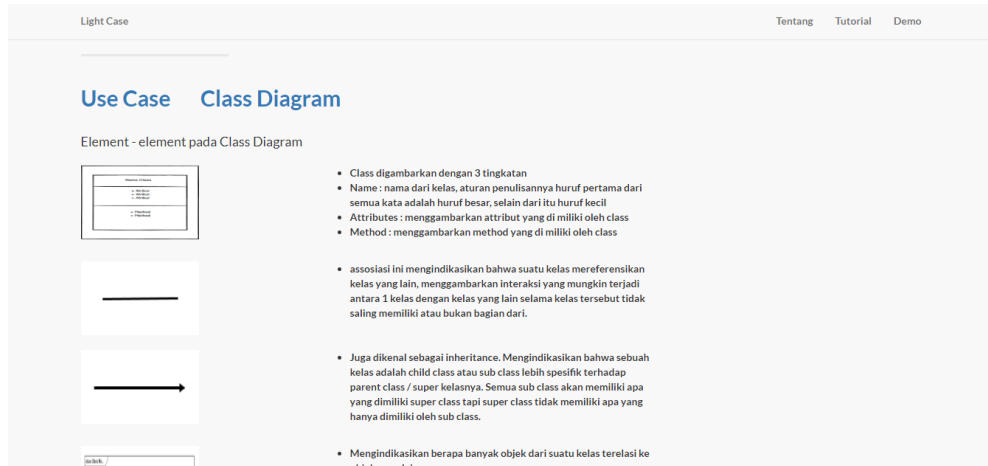 Light Case
Tentang Tutorial Demo
Use Case Class Diagram
Element - element pada Class Diagram
• Class digambarkan dengan 3 tingkatan
• Name : nama dari kelas, aturan penulisannya huruf pertama dari
semua kata adalah huruf besar, selain dari itu huruf kecil
• Attributes : menggambarkan attribut yang di miliki oleh class
• Method : menggambarkan method yang di miliki oleh class
• assosiasi ini mengindikasikan bahwa suatu kelas mereferensikan
kelas yang lain, menggambarkan interaksi yang mungkin terjadi
antara 1 kelas dengan kelas yang lain selama kelas tersebut tidak
saling memiliki atau bukan bagian dari.
• Juga dikenal sebagai inheritance. Mengindikasikan bahwa sebuah
kelas adalah child class atau sub class lebih spesifik terhadap
parent class / super kelasnya. Semua sub class akan memiliki apa
yang dimiliki super class tapi super class tidak memiliki apa yang
hanya dimiliki oleh sub class.
• Mengindikasikan berapa banyak objek dari suatu kelas terelasi ke